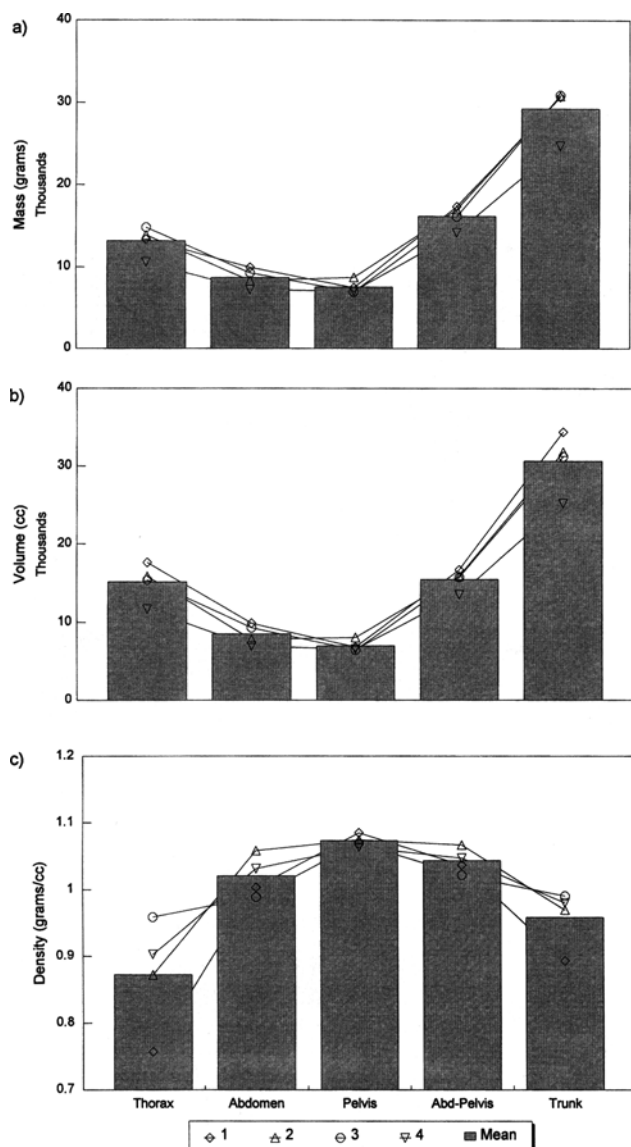 a)
40
30
20
10
0
Mass (grams)
Thousands
b)
40
30
20
10
0
Volume (cc)
Thousands
c)
1.2
1.1
1
0.9
0.8
0.7
Density (grams/cc)
Thorax Abdomen Pelvis Abd-Pelvis Trunk
1 2 3 4 Mean